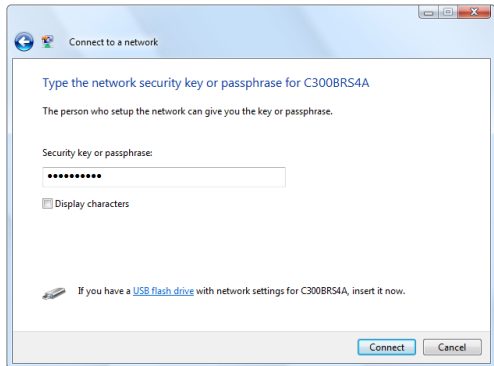 Connect to a network
Type the network security key or passphrase for C300BRS4A
The person who setup the network can give you the key or passphrase.
Security key or passphrase:
••••••••••
Display characters
If you have a USB flash drive with network settings for C300BRS4A, insert it now.
Connect Cancel